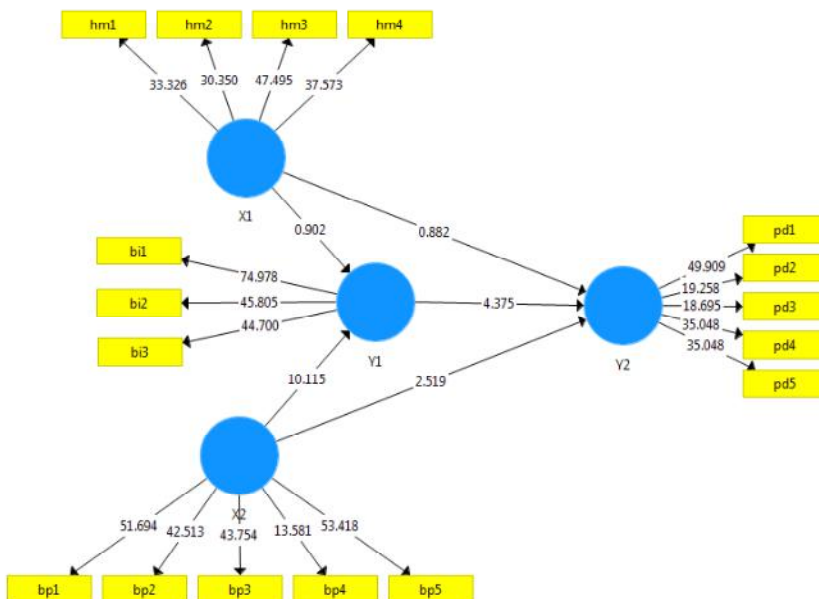 hm1 hm2 hm3 hm4
33.326 30.350 47.495 37.573
X1
0.902 0.882
bi1
bi2
bi3
74.978
45.805
44.700
Y1
4.375
pd1
pd2
pd3
pd4
pd5
49.909
19.258
18.695
35.048
35.048
Y2
10.115 2.519
X2
51.694 42.513 43.754 13.581 53.418
bp1 bp2 bp3 bp4 bp5